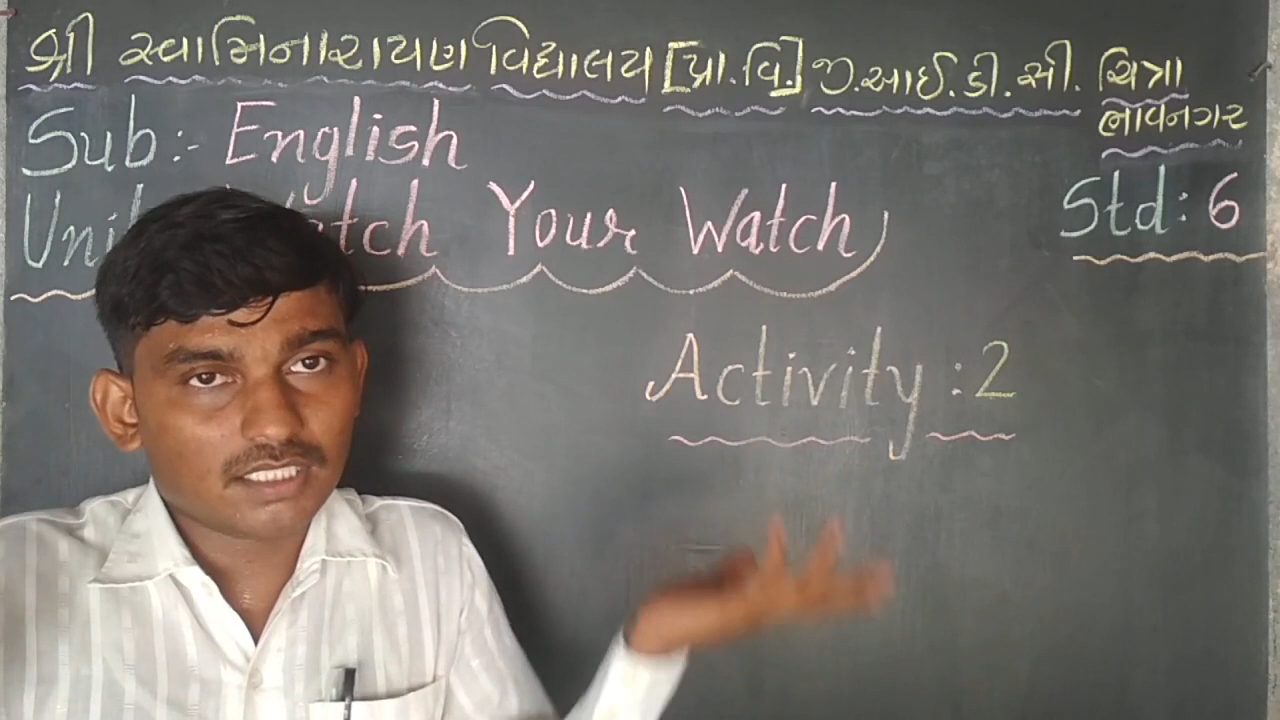 શ્રી સ્વામિનારાયણ વિદ્યાલય [પ્રા. વિ.] જી.આઈ.ડી.સી. ચિત્રા
ભાવનગર
Sub:- English
Your Watch
Std: 6
Activity : 2